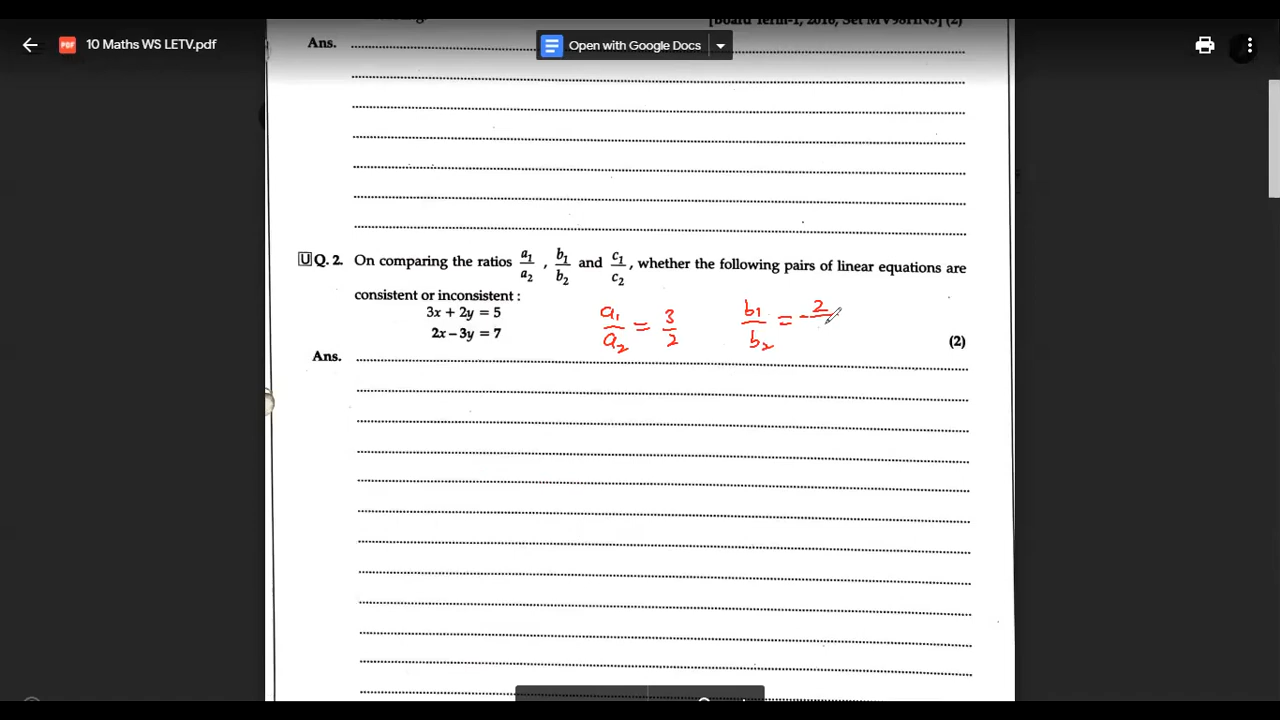 [Board Term-1, 2016, Set MV98HN3] (2)
10 Maths WS LETV.pdf
Open with Google Docs
Ans.
U Q. 2. On comparing the ratios a1/a2 , b1/b2 and c1/c2, whether the following pairs of linear equations are
consistent or inconsistent :
3x + 2y = 5
2x – 3y = 7
a1/a2 = 3/2
b1/b2 = -2/
(2)
Ans.